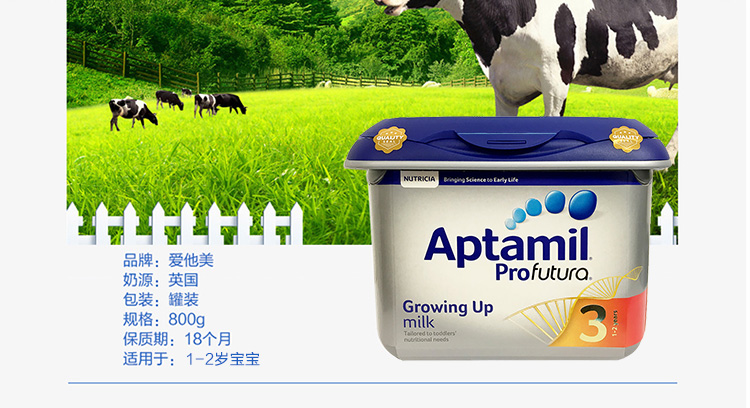 QUALITY
QUALITY
NUTRICIA
Bringing Science to Early Life
Aptamil®
Profutura®
Growing Up
milk
Tailored to toddlers'
nutritional needs
3
1-2 years
品牌：爱他美
奶源：英国
包装：罐装
规格：800g
保质期：18个月
适用于：1-2岁宝宝